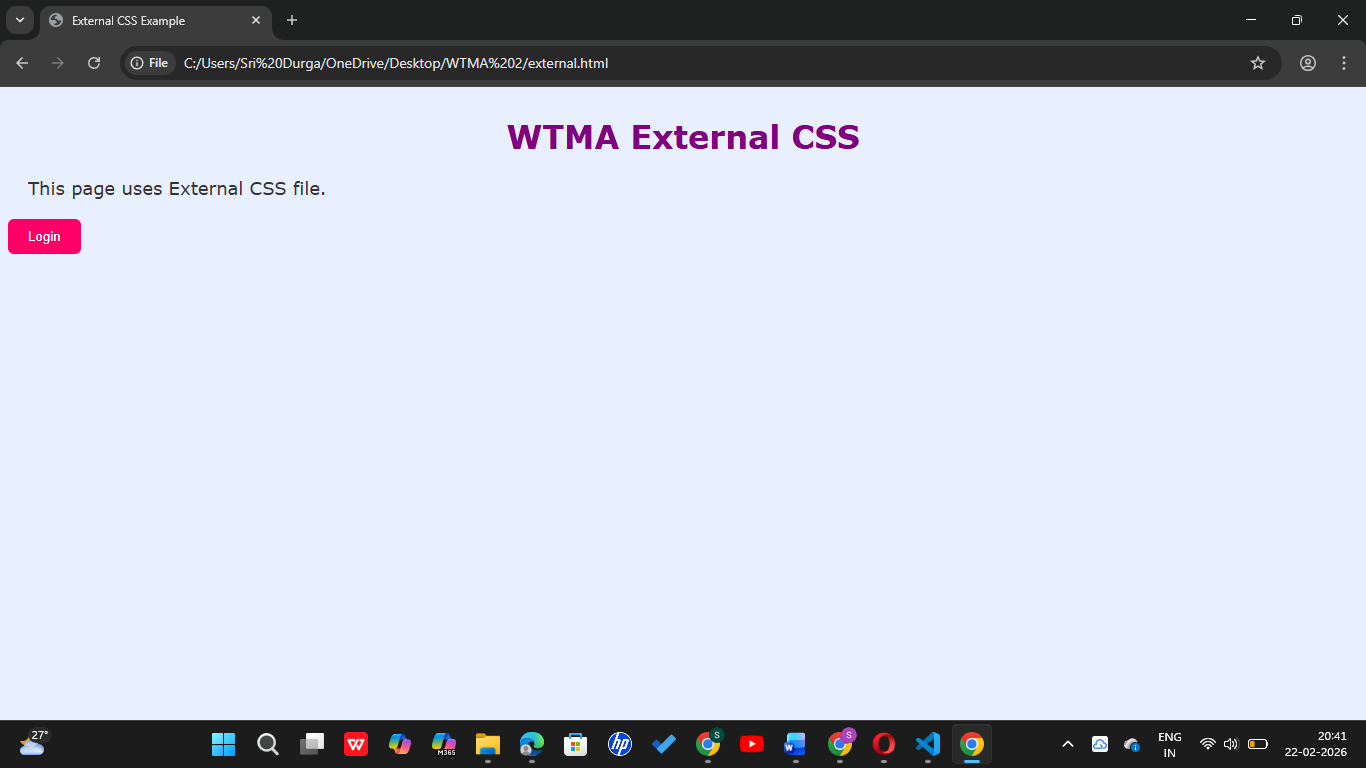 External CSS Example
File
C:/Users/Sri%20Durga/OneDrive/Desktop/WTMA%202/external.html
WTMA External CSS
This page uses External CSS file.
Login
27°
W
M365
hp
S
W
S
ENG
IN
20:41
22-02-2026